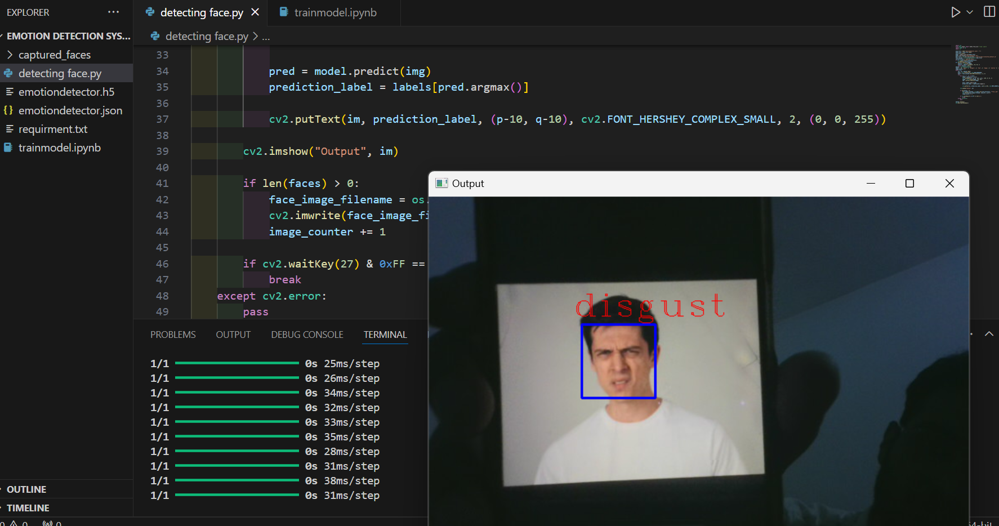 EXPLORER ...
detecting face.py
trainmodel.ipynb
EMOTION DETECTION SYS...
captured_faces
detecting face.py
emotiondetector.h5
emotiondetector.json
requirment.txt
trainmodel.ipynb
OUTLINE
TIMELINE
0 0 0
detecting face.py > ...
33
34 pred = model.predict(img)
35 prediction_label = labels[pred.argmax()]
36
37 cv2.putText(im, prediction_label, (p-10, q-10), cv2.FONT_HERSHEY_COMPLEX_SMALL, 2, (0, 0, 255))
38
39 cv2.imshow("Output", im)
40
41 if len(faces) > 0:
42 face_image_filename = os.
43 cv2.imwrite(face_image_fi
44 image_counter += 1
45
46 if cv2.waitKey(27) & 0xFF ==
47 break
48 except cv2.error:
49 pass
PROBLEMS OUTPUT DEBUG CONSOLE TERMINAL
1/1 0s 25ms/step
1/1 0s 26ms/step
1/1 0s 34ms/step
1/1 0s 32ms/step
1/1 0s 33ms/step
1/1 0s 35ms/step
1/1 0s 28ms/step
1/1 0s 31ms/step
1/1 0s 38ms/step
1/1 0s 31ms/step
Output
disgust